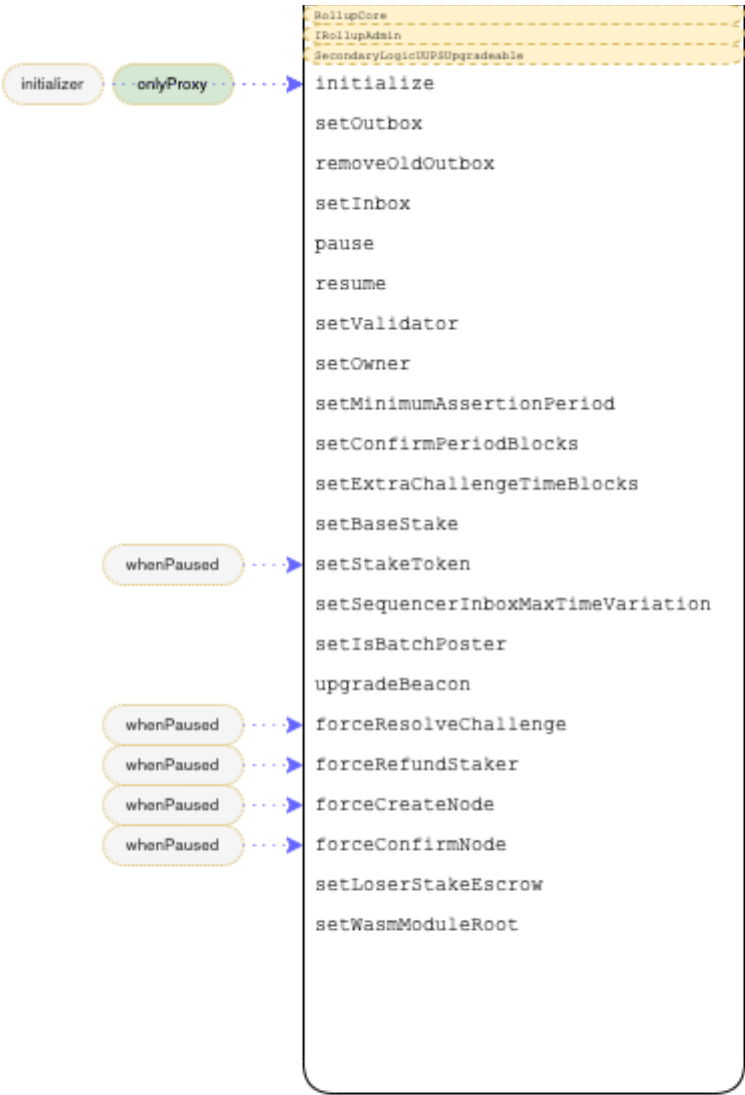 RollupCore
IRollupAdmin
SecondaryLogicUUPSUpgradeable
initializer onlyProxy initialize
setOutbox
removeOldOutbox
setInbox
pause
resume
setValidator
setOwner
setMinimumAssertionPeriod
setConfirmPeriodBlocks
setExtraChallengeTimeBlocks
setBaseStake
whenPaused setStakeToken
setSequencerInboxMaxTimeVariation
setIsBatchPoster
upgradeBeacon
whenPaused forceResolveChallenge
whenPaused forceRefundStaker
whenPaused forceCreateNode
whenPaused forceConfirmNode
setLoserStakeEscrow
setWasmModuleRoot